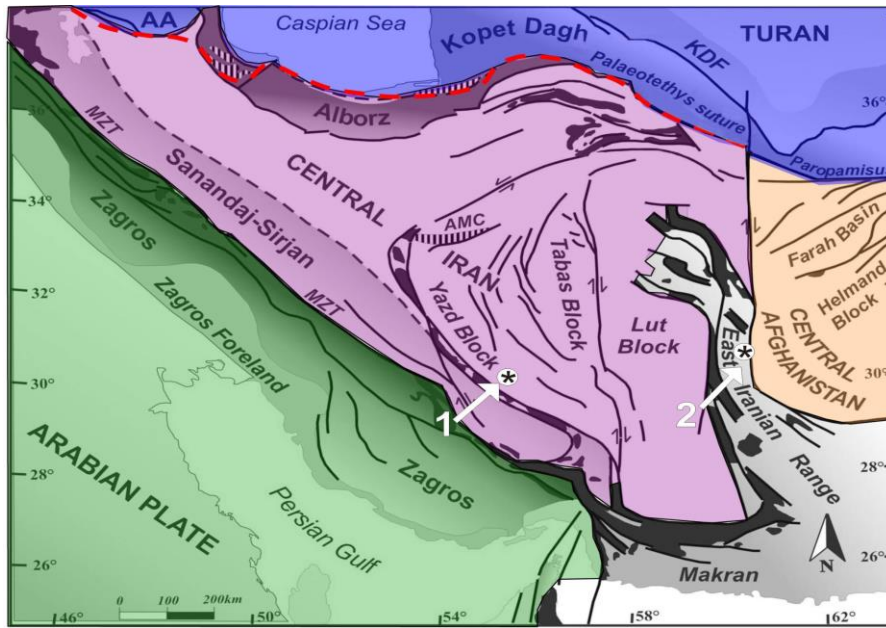 AA
Caspian Sea
Kopet Dagh
KDF
TURAN
Palaeotethys suture
36°
36°
Alborz
Paropamisu
MZT
CENTRAL
Sanandaj-Sirjan
34°
Zagros
AMC
IRAN
Tabas Block
Farah Basin
Helmand Block
32°
MZT
Yazd Block
Lut
Block
CENTRAL
AFGHANISTAN
Zagros Foreland
30°
30°
1
2
East Iranian Range
ARABIAN PLATE
Zagros
28°
28°
Persian Gulf
26°
26°
Makran
N
0 100 200km
46° 50° 54° 58° 62°